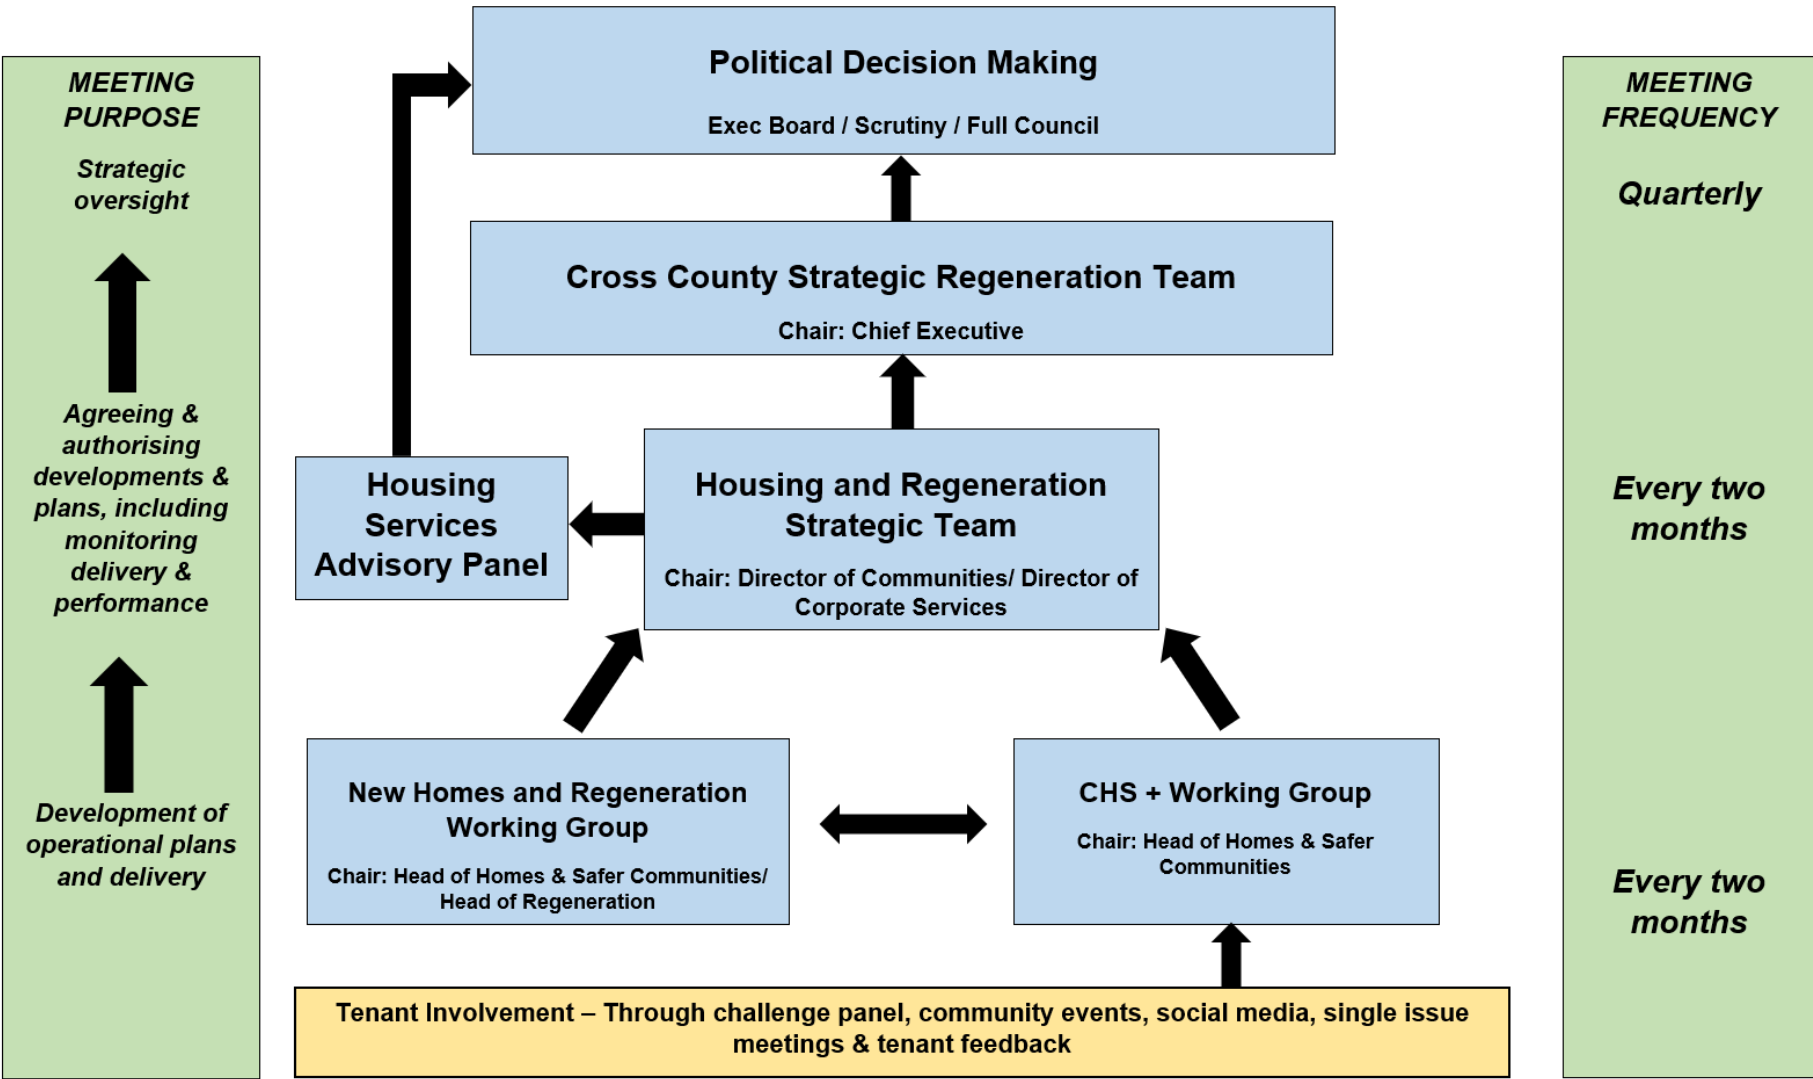 MEETING
PURPOSE
Strategic
oversight
Agreeing &
authorising
developments &
plans, including
monitoring
delivery &
performance
Development of
operational plans
and delivery
Political Decision Making
Exec Board / Scrutiny / Full Council
Cross County Strategic Regeneration Team
Chair: Chief Executive
Housing
Services
Advisory Panel
Housing and Regeneration
Strategic Team
Chair: Director of Communities/ Director of
Corporate Services
New Homes and Regeneration
Working Group
Chair: Head of Homes & Safer Communities/
Head of Regeneration
CHS + Working Group
Chair: Head of Homes & Safer
Communities
Tenant Involvement – Through challenge panel, community events, social media, single issue
meetings & tenant feedback
MEETING
FREQUENCY
Quarterly
Every two
months
Every two
months